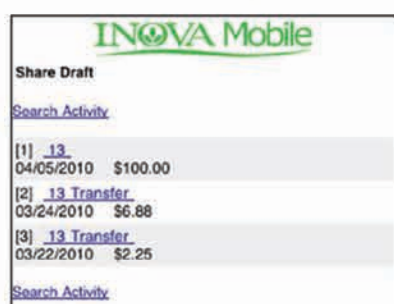 INOVA Mobile
Share Draft
Search Activity
[1] 13
04/05/2010 $100.00
[2] 13 Transfer
03/24/2010 $6.88
[3] 13 Transfer
03/22/2010 $2.25
Search Activity